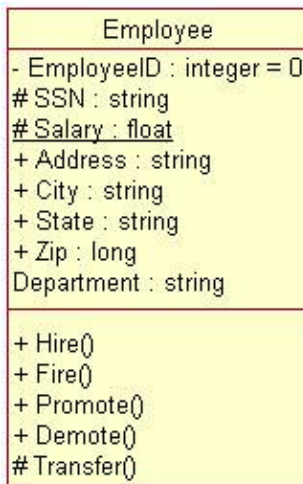 Employee
- EmployeeID : integer = 0
# SSN : string
# Salary : float
+ Address : string
+ City : string
+ State : string
+ Zip : long
Department : string
+ Hire()
+ Fire()
+ Promote()
+ Demote()
# Transfer()